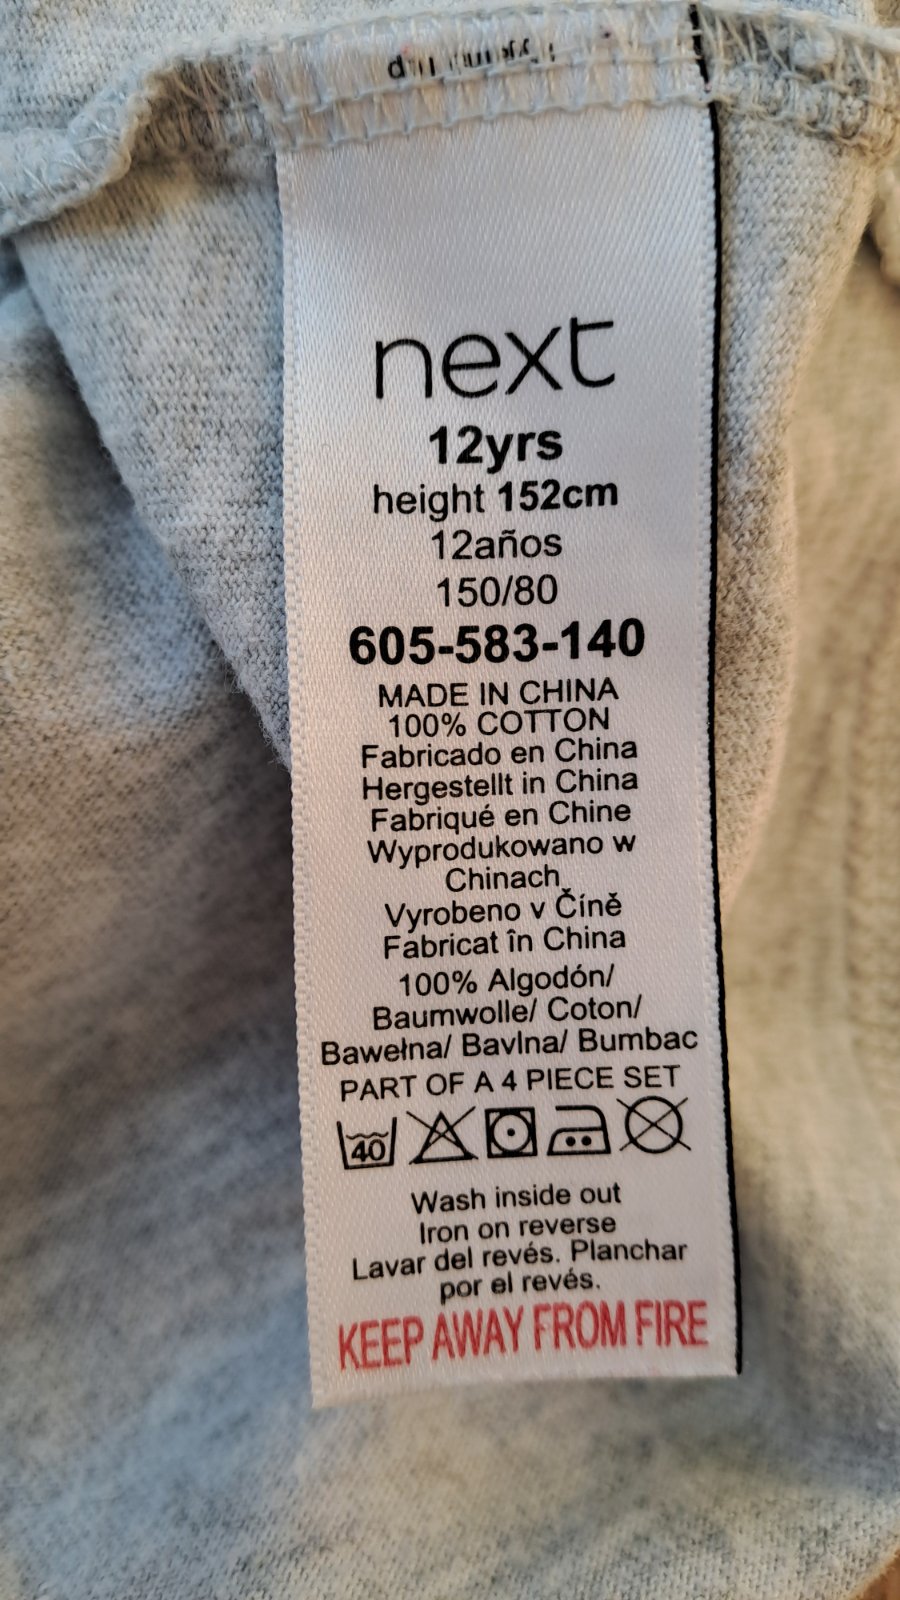 next
12yrs
height 152cm
12años
150/80
605-583-140
MADE IN CHINA
100% COTTON
Fabricado en China
Hergestellt in China
Fabriqué en Chine
Wyprodukowano w
Chinach
Vyrobeno v Číně
Fabricat în China
100% Algodón/
Baumwolle/ Coton/
Bawełna/ Bavlna/ Bumbac
PART OF A 4 PIECE SET
40
Wash inside out
Iron on reverse
Lavar del revés. Planchar
por el revés.
KEEP AWAY FROM FIRE